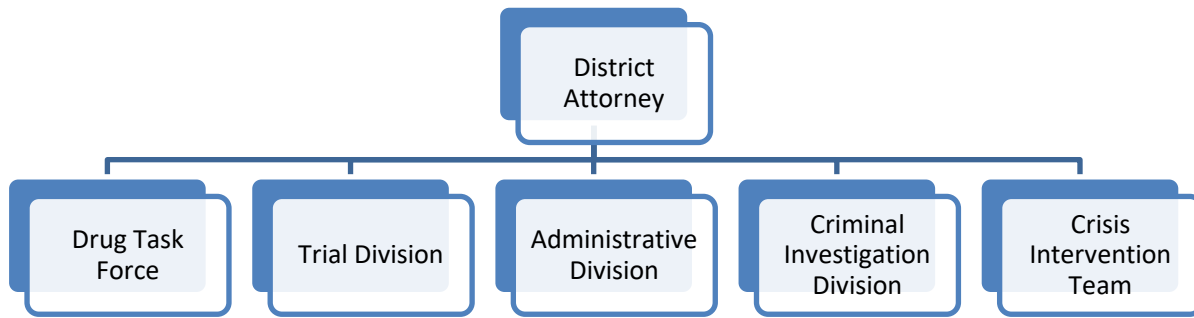 District
Attorney
Drug Task
Force
Trial Division
Administrative
Division
Criminal
Investigation
Division
Crisis
Intervention
Team